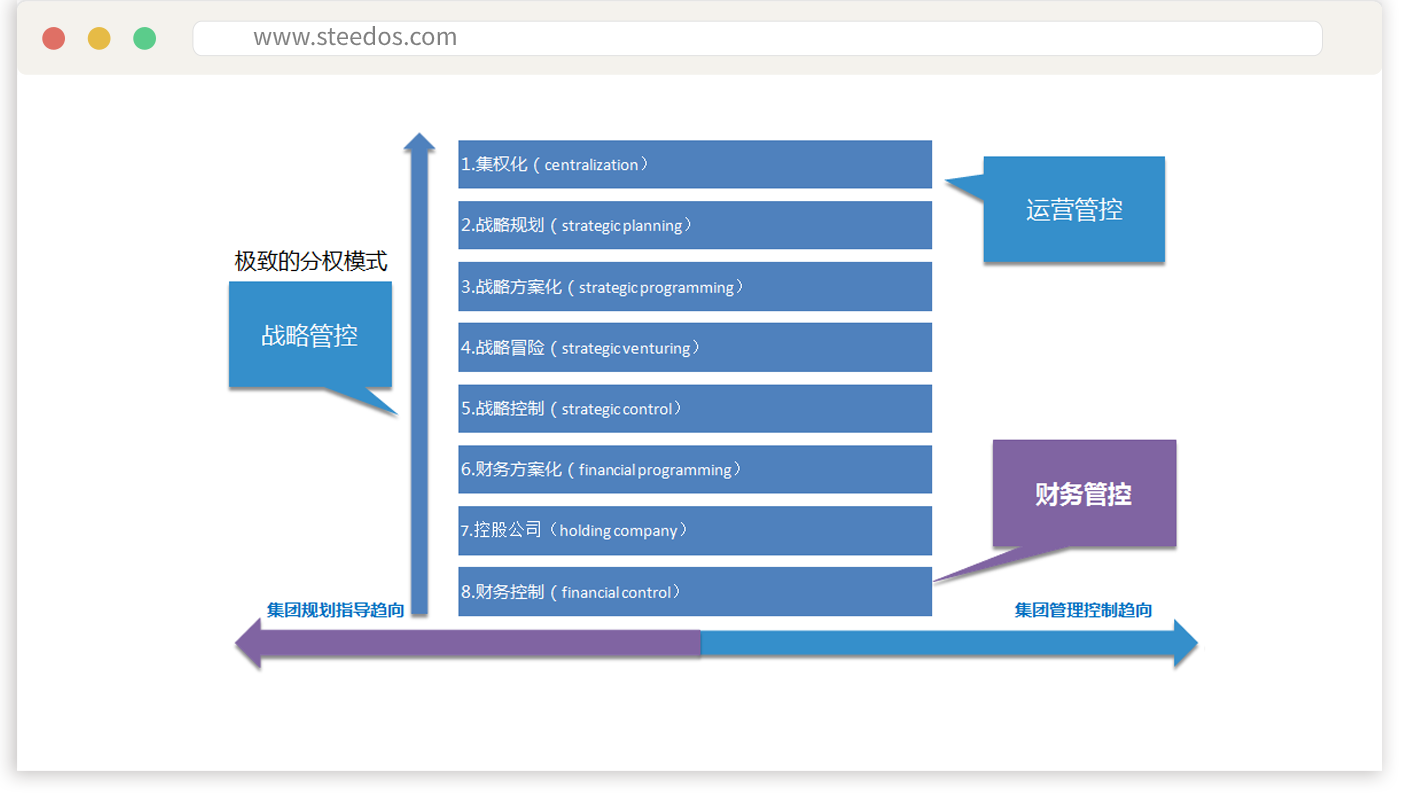 www.steedos.com
1.集权化（centralization）
运营管控
2.战略规划（strategic planning）
极致的分权模式
3.战略方案化（strategic programming）
战略管控
4.战略冒险（strategic venturing）
5.战略控制（strategic control）
6.财务方案化（financial programming）
财务管控
7.控股公司（holding company）
8.财务控制（financial control）
集团规划指导趋向
集团管理控制趋向